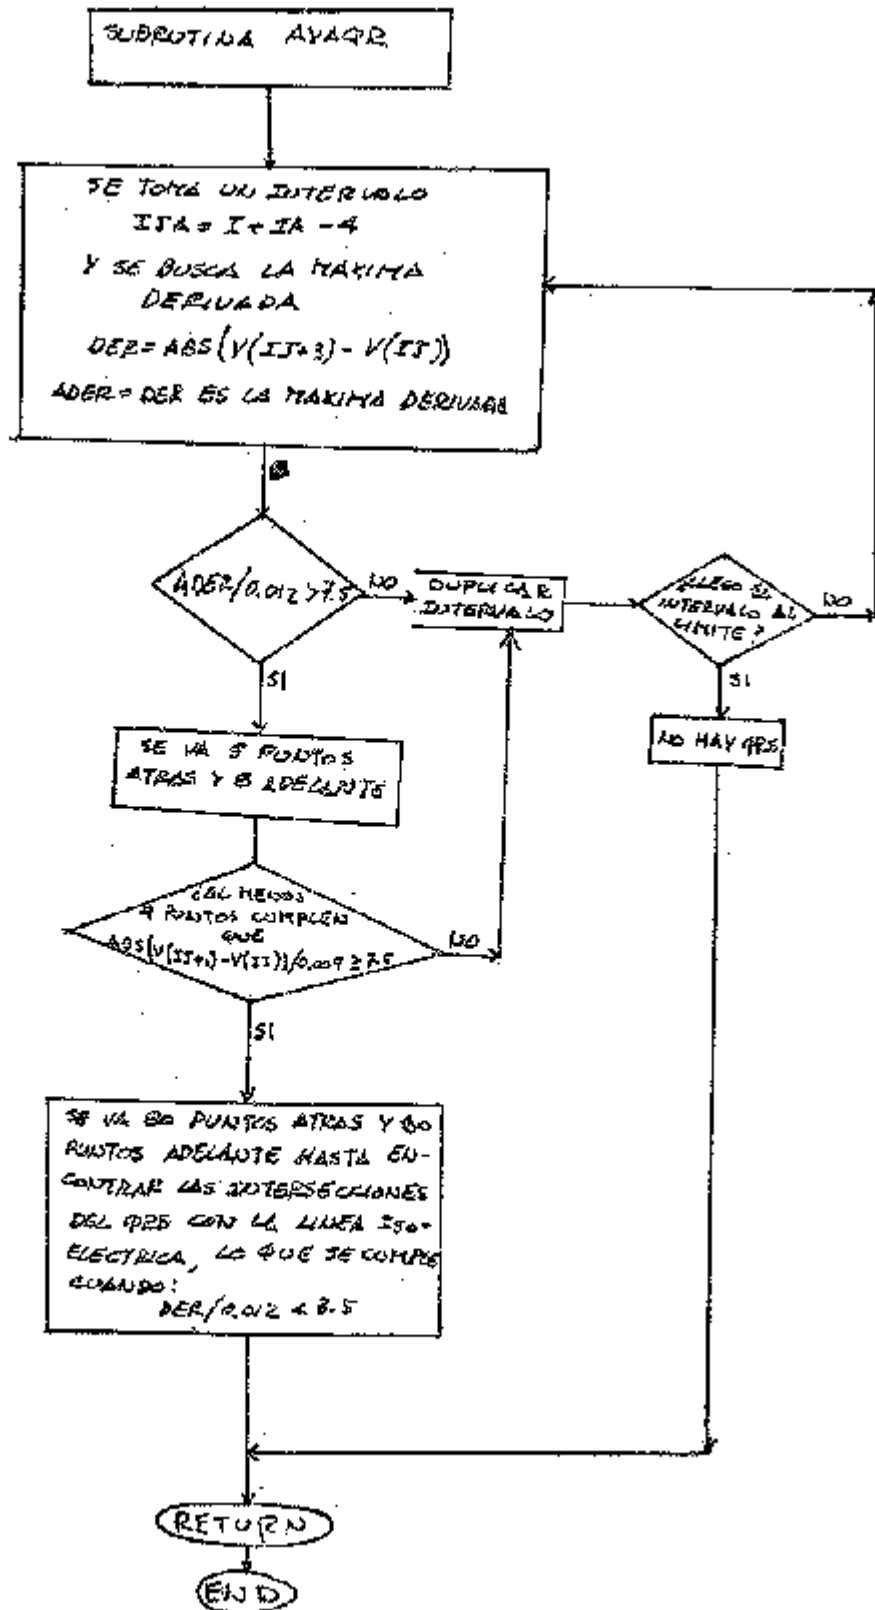 SUBRUTINA AVAQR
SE TOMA UN INTERVALO
IJA = I + IA - 4
Y SE BUSCA LA MAXIMA
DERIVADA
DER = ABS(V(IJ+3) - V(IJ))
ADER = DER ES LA MAXIMA DERIVADA
ADER/0.012 > 7.5
NO
DUPLICAR
INTERVALO
¿LLEGO EL
INTERVALO AL
LIMITE?
NO
SI
SI
NO HAY QRS
SE VA 5 PUNTOS
ATRAS Y 8 ADELANTE
¿AL MENOS
PUNTOS CUMPLEN
QUE
ABS(V(IJ+1)-V(IJ))/0.004 ≥ 7.5
NO
SI
SE VA 80 PUNTOS ATRAS Y 80
PUNTOS ADELANTE HASTA EN-
CONTRAR LAS INTERSECCIONES
DEL QRS CON LA LINEA ISO-
ELECTRICA, LO QUE SE CUMPLE
CUANDO:
DER/0.012 < 3.5
RETURN
END